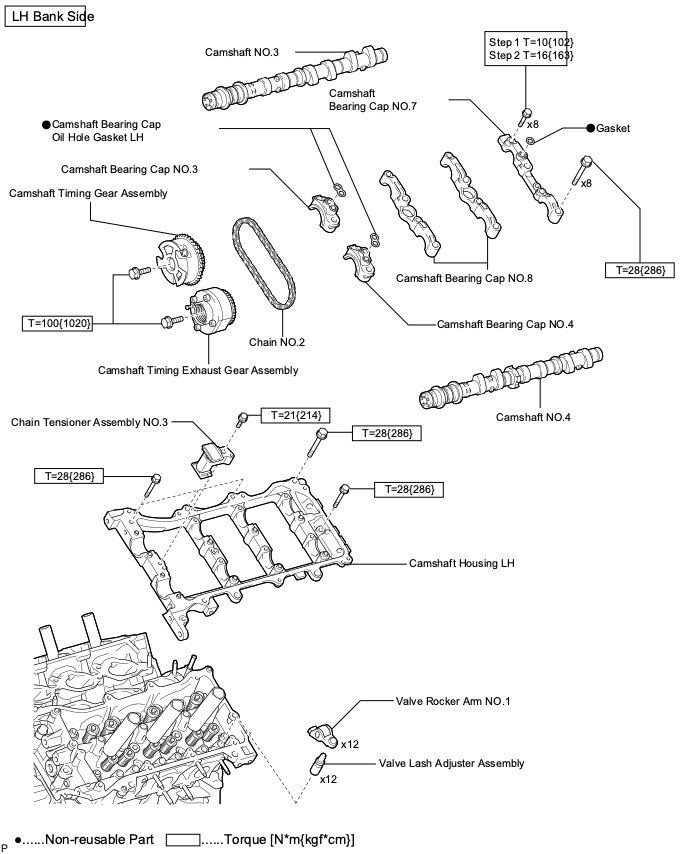 LH Bank Side
Camshaft NO.3
Step 1 T=10{102}
Step 2 T=16{163}
Camshaft
Bearing Cap NO.7
x8
●Camshaft Bearing Cap
Oil Hole Gasket LH
●Gasket
Camshaft Bearing Cap NO.3
x8
Camshaft Timing Gear Assembly
T=28{286}
Camshaft Bearing Cap NO.8
T=100{1020}
Camshaft Bearing Cap NO.4
Chain NO.2
Camshaft Timing Exhaust Gear Assembly
Camshaft NO.4
T=21{214}
Chain Tensioner Assembly NO.3
T=28{286}
T=28{286}
T=28{286}
Camshaft Housing LH
Valve Rocker Arm NO.1
x12
Valve Lash Adjuster Assembly
x12
●......Non-reusable Part ......Torque [N*m{kgf*cm}]
P